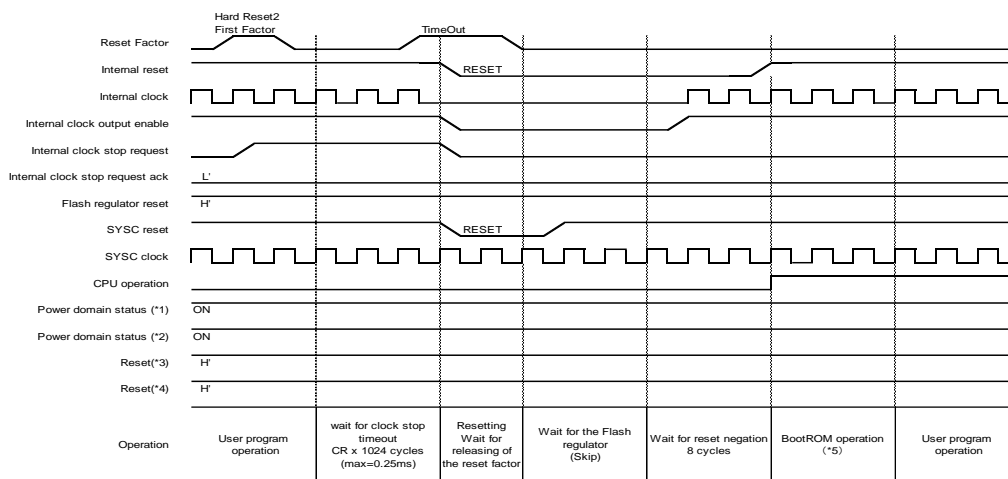 Hard Reset2
First Factor
TimeOut
Reset Factor
Internal reset
RESET
Internal clock
Internal clock output enable
Internal clock stop request
Internal clock stop request ack
L'
Flash regulator reset
H'
SYSC reset
RESET
SYSC clock
CPU operation
Power domain status (*1)
ON
Power domain status (*2)
ON
Reset(*3)
H'
Reset(*4)
H'
Operation
User program
operation
wait for clock stop
timeout
CR x 1024 cycles
(max=0.25ms)
Resetting
Wait for
releasing of
the reset factor
Wait for the Flash
regulator
(Skip)
Wait for reset negation
8 cycles
BootROM operation
(*5)
User program
operation